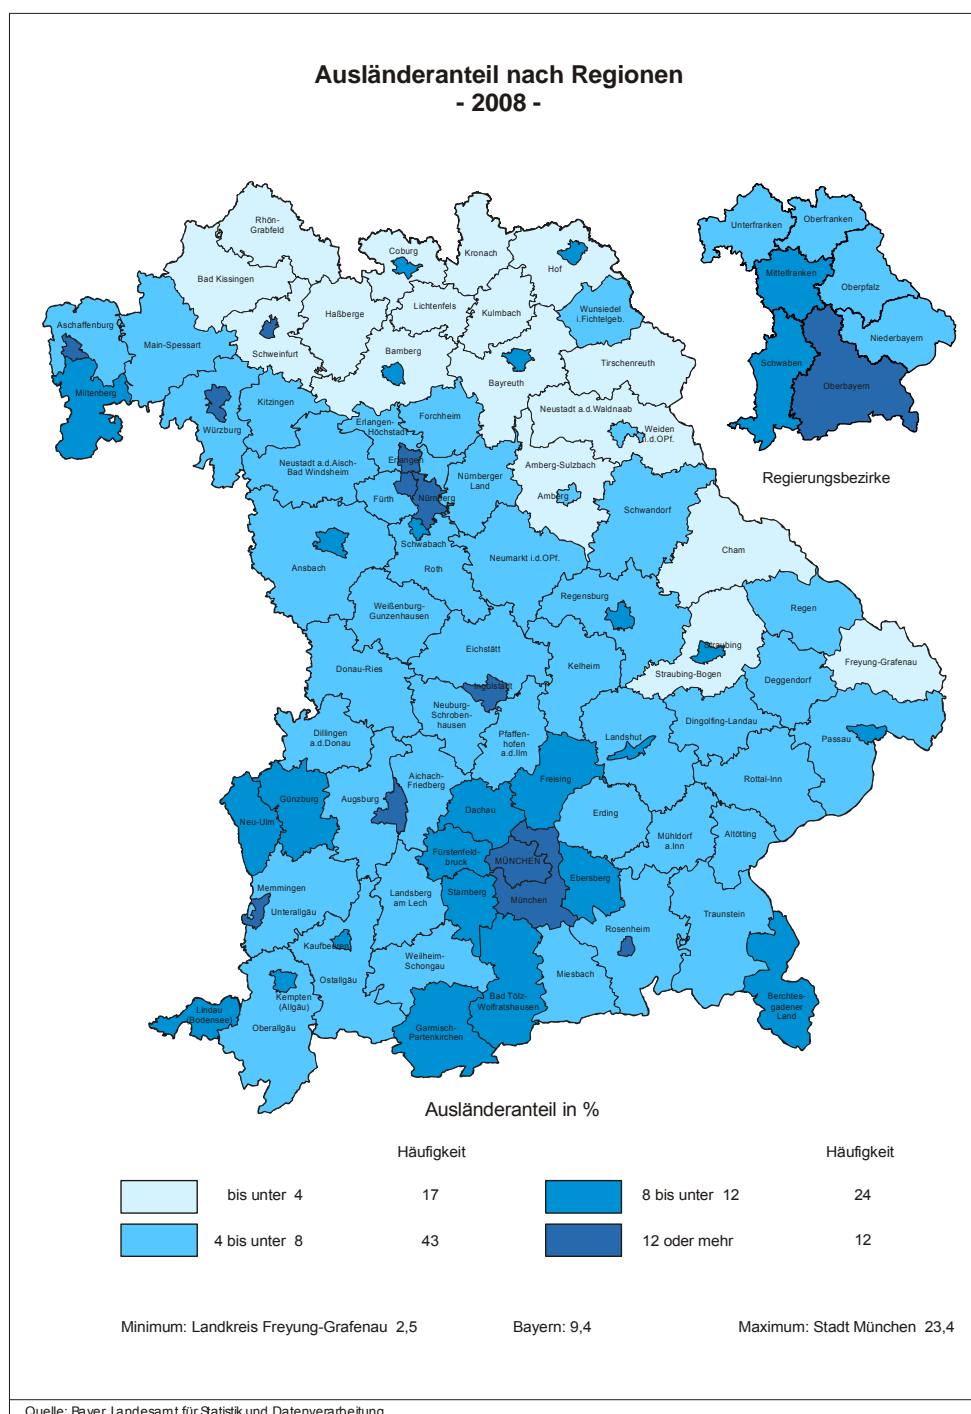 Ausländeranteil nach Regionen
- 2008 -
Rhön-
Grabfeld
Coburg
Kronach
Hof
Bad Kissingen
Lichtenfels
Kulmbach
Haßberge
Wunsiedel
i.Fichtelgeb.
Aschaffenburg
Main-Spessart
Schweinfurt
Bamberg
Bayreuth
Tirschenreuth
Miltenberg
Kitzingen
Würzburg
Forchheim
Erlangen-
Höchstadt
Neustadt a.d.Waldnaab
Weiden
i.d.OPf.
Neustadt a.d.Aisch-
Bad Windsheim
Erlangen
Nürnberger
Land
Amberg-Sulzbach
Amberg
Fürth
Nürnberg
Schwandorf
Schwabach
Ansbach
Roth
Neumarkt i.d.OPf.
Cham
Weißenburg-
Gunzenhausen
Regensburg
Regen
Eichstätt
Straubing
Donau-Ries
Kelheim
Straubing-Bogen
Freyung-Grafenau
Deggendorf
Ingolstadt
Neuburg-
Schroben-
hausen
Dingolfing-Landau
Dillingen
a.d.Donau
Pfaffen-
hofen
a.d.Ilm
Landshut
Passau
Aichach-
Friedberg
Freising
Rottal-Inn
Günzburg
Augsburg
Dachau
Erding
Neu-Ulm
Mühldorf
a.Inn
Altötting
Fürstenfeld-
bruck
MÜNCHEN
Ebersberg
Memmingen
Landsberg
am Lech
Starnberg
München
Unterallgäu
Traunstein
Rosenheim
Kaufbeuren
Weilheim-
Schongau
Miesbach
Ostallgäu
Kempten
(Allgäu)
Bad Tölz-
Wolfratshausen
Berchtes-
gadener
Land
Lindau
(Bodensee)
Oberallgäu
Garmisch-
Partenkirchen
Unterfranken
Oberfranken
Mittelfranken
Oberpfalz
Niederbayern
Schwaben
Oberbayern
Regierungsbezirke
Ausländeranteil in %
Häufigkeit Häufigkeit
bis unter 4 17 8 bis unter 12 24
4 bis unter 8 43 12 oder mehr 12
Minimum: Landkreis Freyung-Grafenau 2,5 Bayern: 9,4 Maximum: Stadt München 23,4
Quelle: Bayer. Landesamt für Statistik und Datenverarbeitung